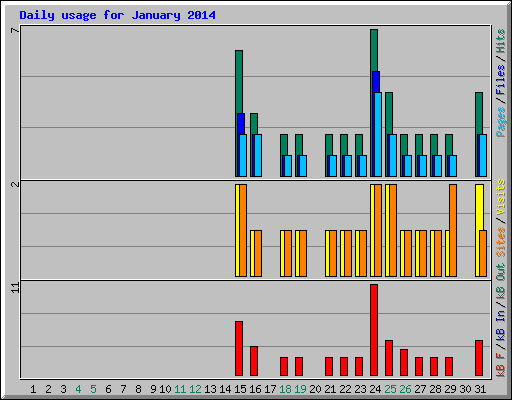 Daily usage for January 2014
7
Pages / Files / Hits
2
Sites / Visits
11
kB F / kB In / kB Out
1 2 3 4 5 6 7 8 9 10 11 12 13 14 15 16 17 18 19 20 21 22 23 24 25 26 27 28 29 30 31